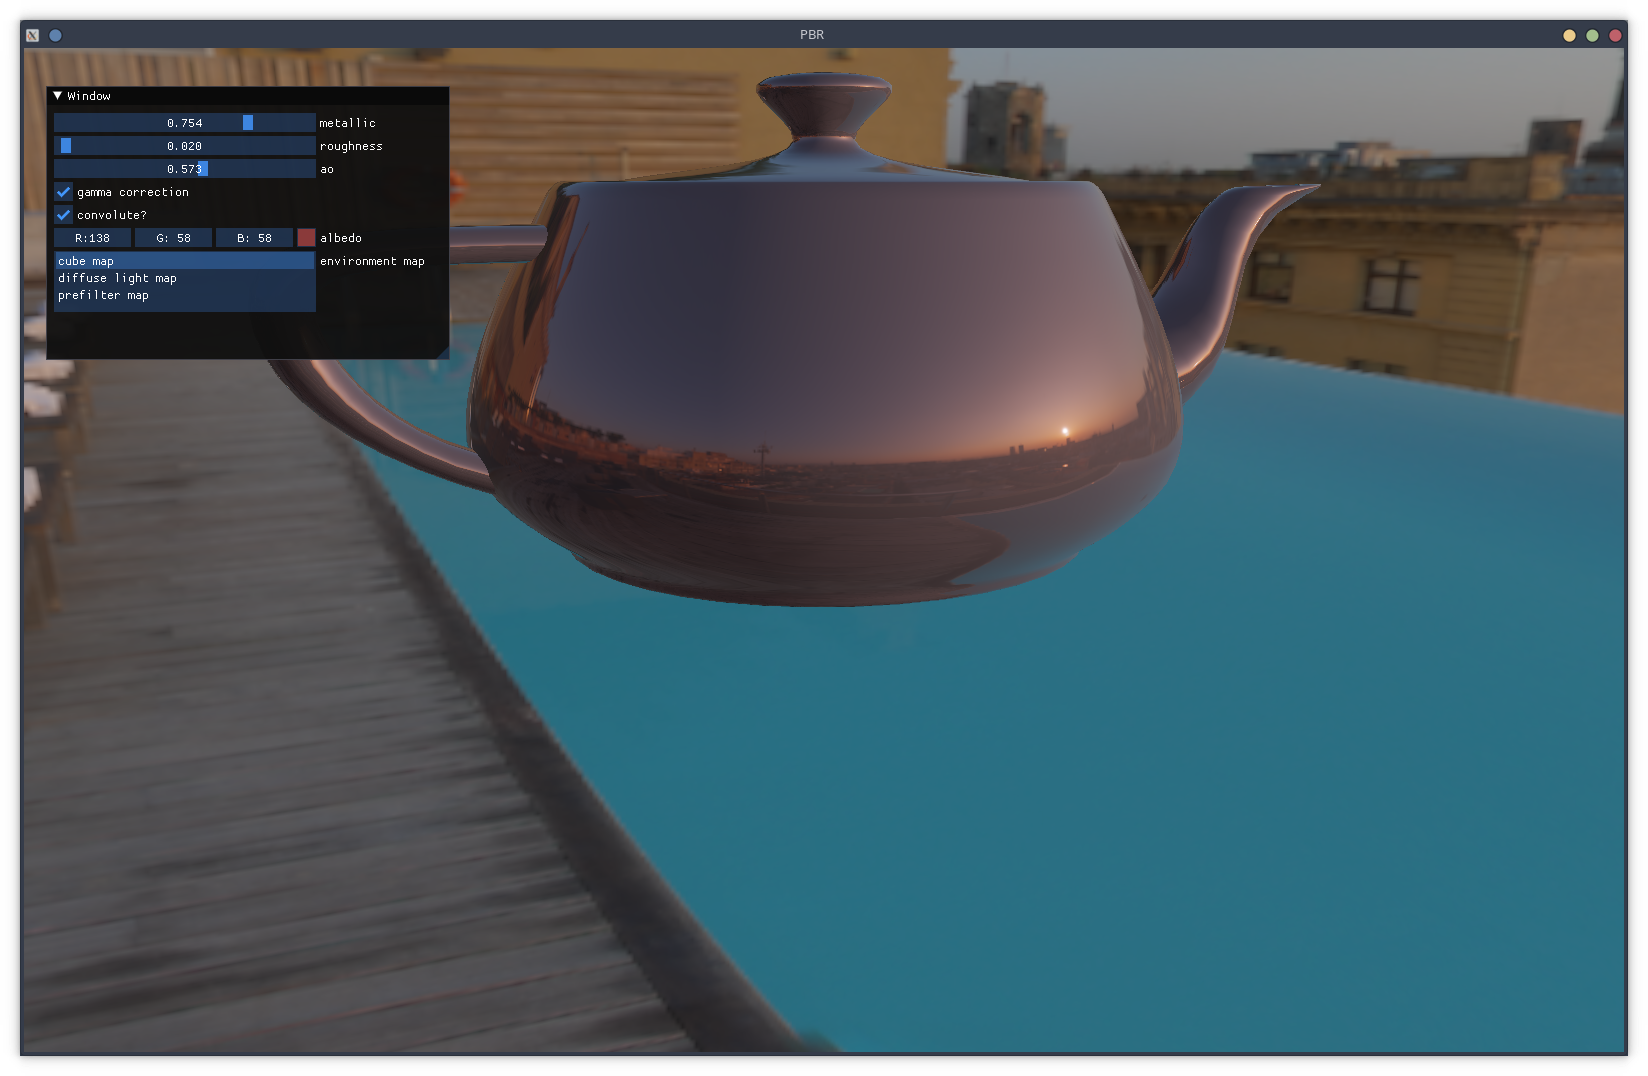 PBR
Window
0.754 metallic
0.020 roughness
0.573 ao
gamma correction
convolute?
R:138 G: 58 B: 58 albedo
cube map environment map
diffuse light map
prefilter map